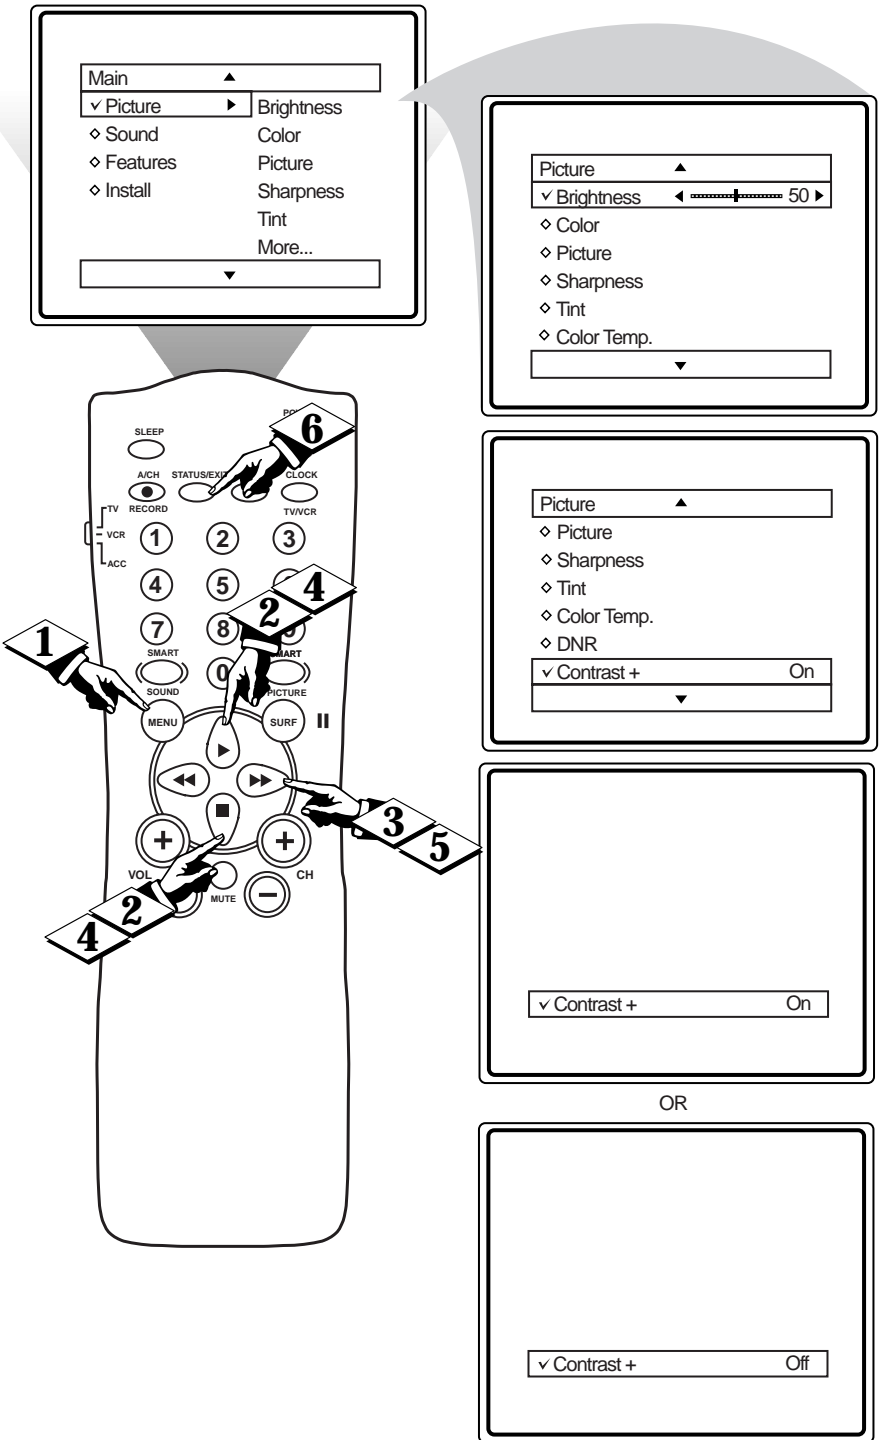 Main
Picture Brightness
Sound Color
Features Picture
Install Sharpness
Tint
More...
Picture
Brightness 50
Color
Picture
Sharpness
Tint
Color Temp.
Picture
Picture
Sharpness
Tint
Color Temp.
DNR
Contrast + On
Contrast + On
OR
Contrast + Off
6
SLEEP
A/CH STATUS/EXIT CLOCK
TV RECORD TV/VCR
VCR
ACC
1 2 3
4 5
7 8
0
SMART
SOUND PICTURE
MENU SURF
VOL CH
MUTE
1
2 4
3 5
2
4